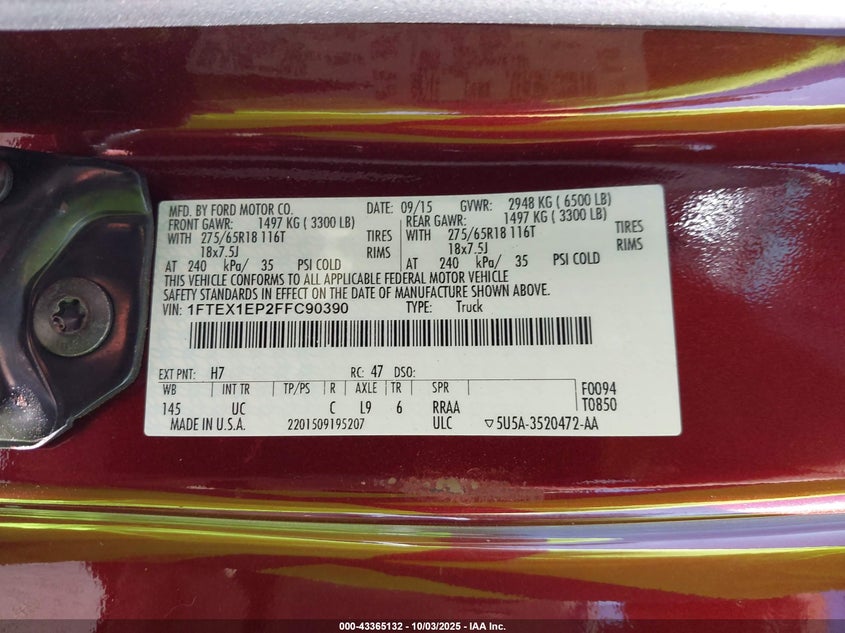 MFD. BY FORD MOTOR CO. DATE: 09/15 GVWR: 2948 KG ( 6500 LB)
FRONT GAWR: 1497 KG ( 3300 LB) REAR GAWR: 1497 KG ( 3300 LB)
WITH 275/65R18 116T TIRES WITH 275/65R18 116T TIRES
18x7.5J RIMS 18x7.5J RIMS
AT 240 kPa/ 35 PSI COLD AT 240 kPa/ 35 PSI COLD
THIS VEHICLE CONFORMS TO ALL APPLICABLE FEDERAL MOTOR VEHICLE
SAFETY STANDARDS IN EFFECT ON THE DATE OF MANUFACTURE SHOWN ABOVE.
VIN: 1FTEX1EP2FFC90390 TYPE: Truck
EXT PNT: H7 RC: 47 DSO:
WB INT TR TP/PS R AXLE TR SPR F0094
145 UC C L9 6 RRAA T0850
MADE IN U.S.A. 2201509195207 ULC ▽5U5A-3520472-AA
000-43365132 - 10/03/2025 - IAA Inc.